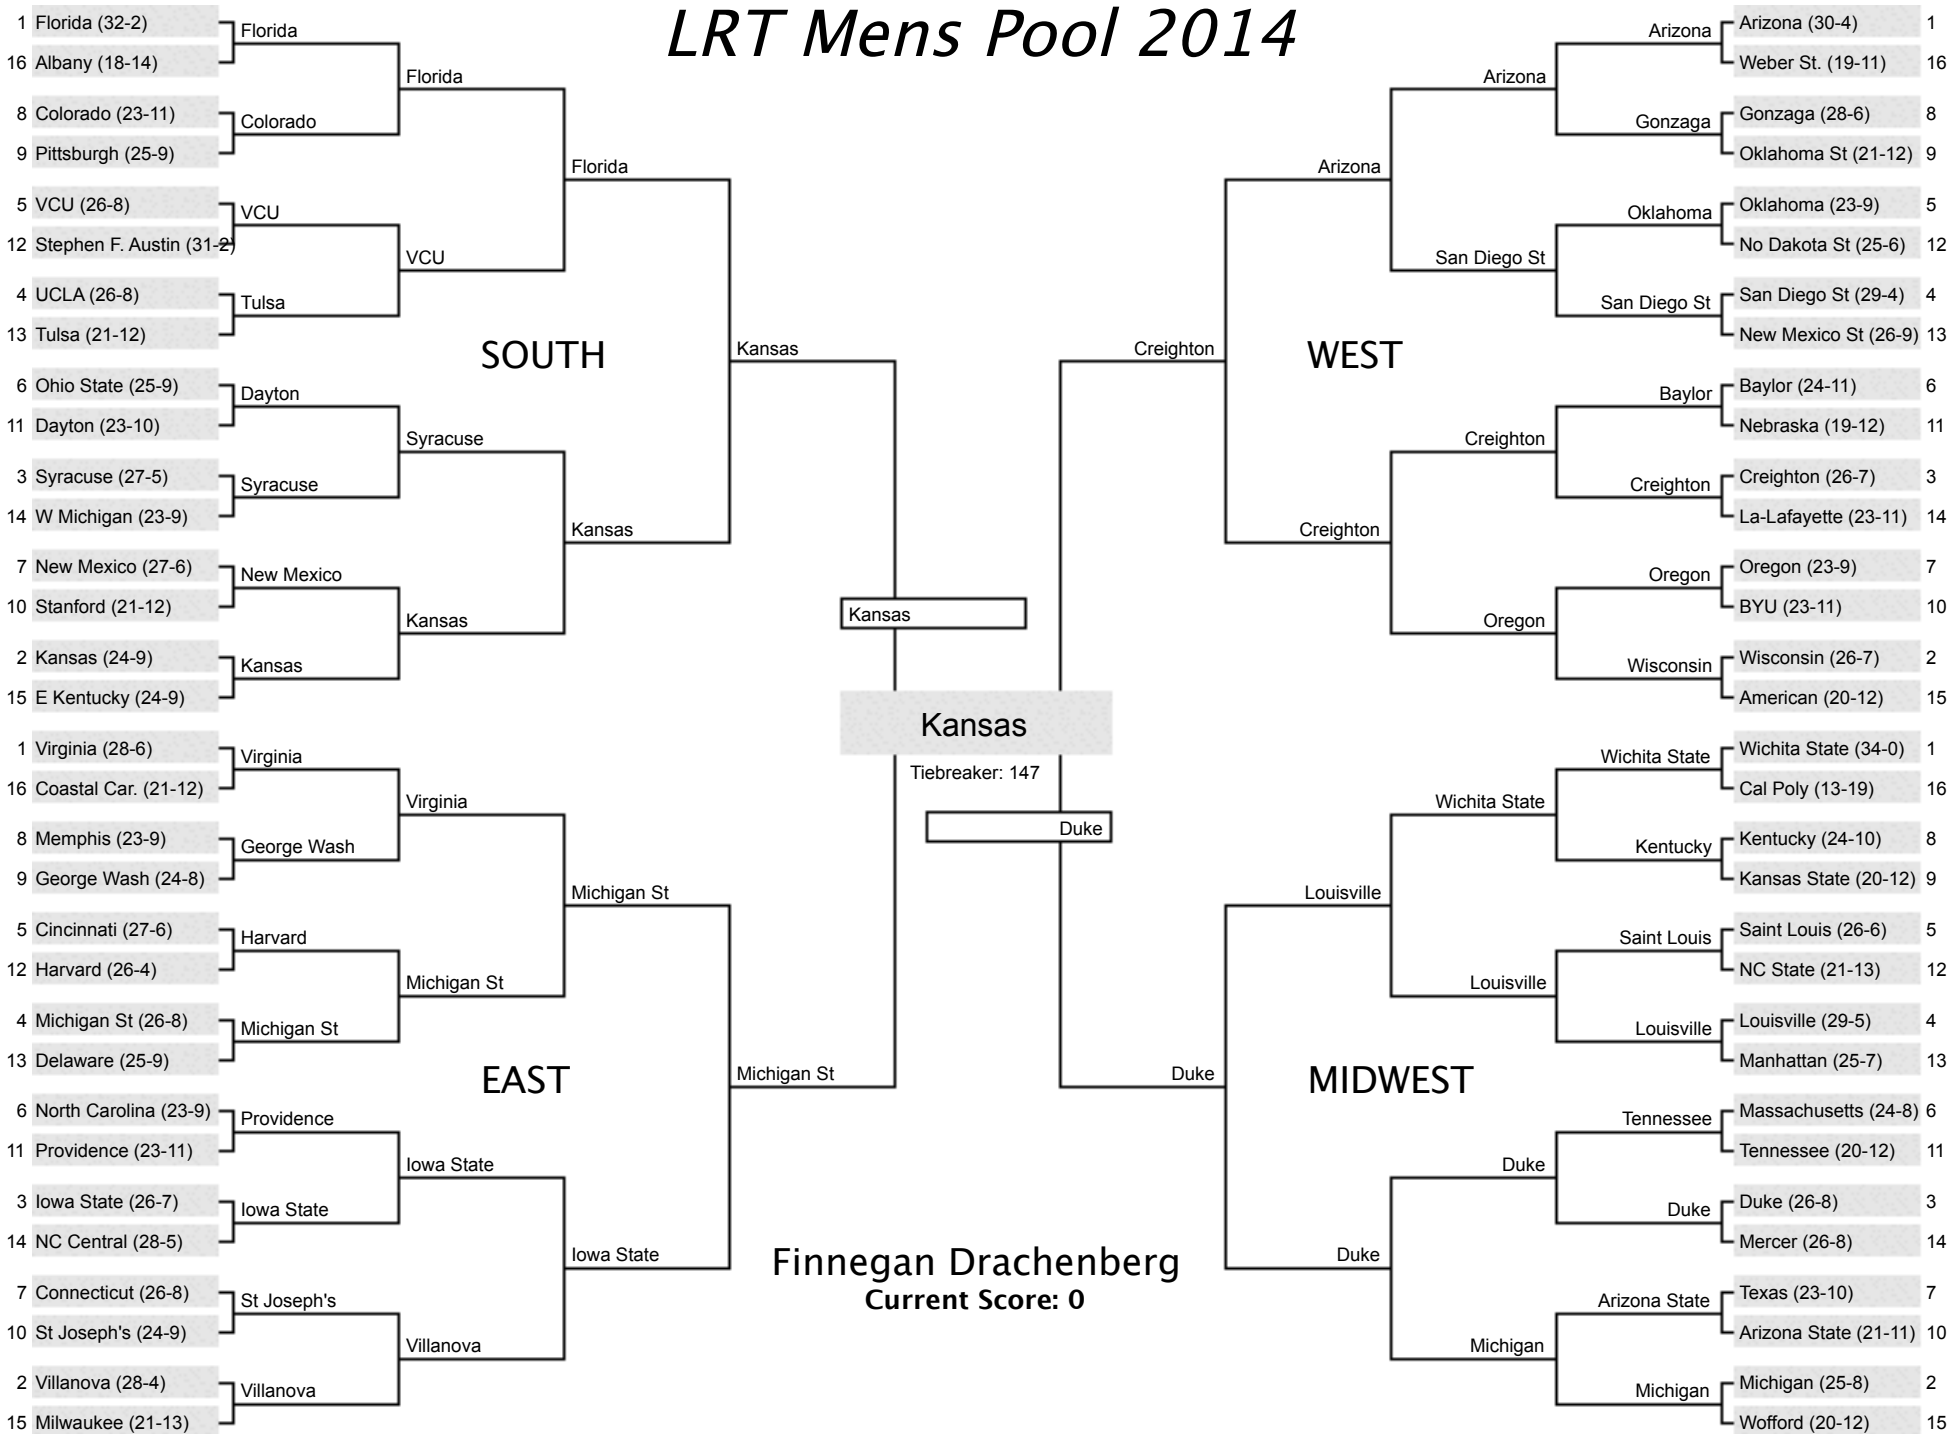 LRT Mens Pool 2014
1 Florida (32-2)
Florida
16 Albany (18-14)
Florida
8 Colorado (23-11)
Colorado
9 Pittsburgh (25-9)
Florida
5 VCU (26-8)
VCU
12 Stephen F. Austin (31-2)
VCU
4 UCLA (26-8)
Tulsa
13 Tulsa (21-12)
SOUTH
Kansas
6 Ohio State (25-9)
Dayton
11 Dayton (23-10)
Syracuse
3 Syracuse (27-5)
Syracuse
14 W Michigan (23-9)
Kansas
7 New Mexico (27-6)
New Mexico
10 Stanford (21-12)
Kansas
2 Kansas (24-9)
Kansas
15 E Kentucky (24-9)
1 Virginia (28-6)
Virginia
16 Coastal Car. (21-12)
Virginia
8 Memphis (23-9)
George Wash
9 George Wash (24-8)
Michigan St
5 Cincinnati (27-6)
Harvard
12 Harvard (26-4)
Michigan St
4 Michigan St (26-8)
Michigan St
13 Delaware (25-9)
EAST
Michigan St
6 North Carolina (23-9)
Providence
11 Providence (23-11)
Iowa State
3 Iowa State (26-7)
Iowa State
14 NC Central (28-5)
Iowa State
7 Connecticut (26-8)
St Joseph's
10 St Joseph's (24-9)
Villanova
2 Villanova (28-4)
Villanova
15 Milwaukee (21-13)
Kansas
Kansas
Tiebreaker: 147
Duke
Finnegan Drachenberg
Current Score: 0
Arizona (30-4) 1
Arizona
Weber St. (19-11) 16
Arizona
Gonzaga (28-6) 8
Gonzaga
Oklahoma St (21-12) 9
Arizona
Oklahoma (23-9) 5
Oklahoma
No Dakota St (25-6) 12
San Diego St
San Diego St (29-4) 4
San Diego St
New Mexico St (26-9) 13
WEST
Creighton
Baylor (24-11) 6
Baylor
Nebraska (19-12) 11
Creighton
Creighton (26-7) 3
Creighton
La-Lafayette (23-11) 14
Creighton
Oregon (23-9) 7
Oregon
BYU (23-11) 10
Oregon
Wisconsin (26-7) 2
Wisconsin
American (20-12) 15
Wichita State (34-0) 1
Wichita State
Cal Poly (13-19) 16
Wichita State
Kentucky (24-10) 8
Kentucky
Kansas State (20-12) 9
Louisville
Saint Louis (26-6) 5
Saint Louis
NC State (21-13) 12
Louisville
Louisville (29-5) 4
Louisville
Manhattan (25-7) 13
MIDWEST
Duke
Massachusetts (24-8) 6
Tennessee
Tennessee (20-12) 11
Duke
Duke (26-8) 3
Duke
Mercer (26-8) 14
Duke
Texas (23-10) 7
Arizona State
Arizona State (21-11) 10
Michigan
Michigan (25-8) 2
Michigan
Wofford (20-12) 15